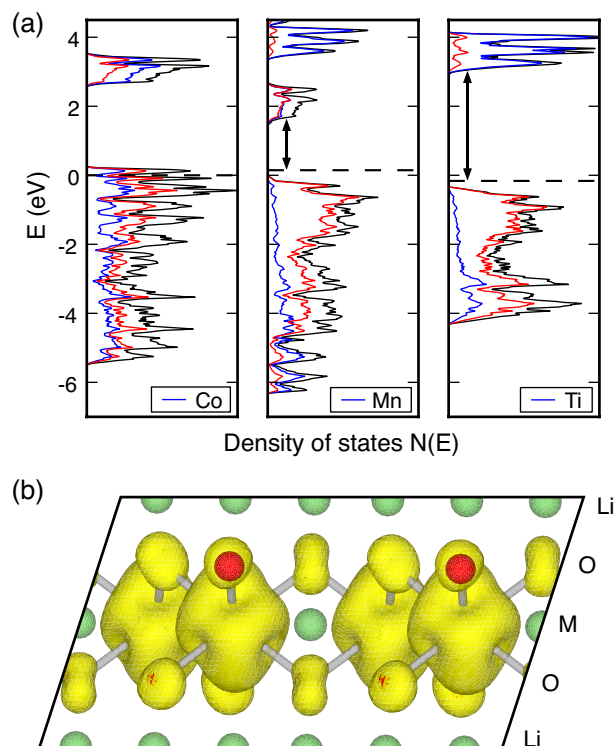 (a)
4
2
0
-2
-4
-6
E (eV)
Co
Mn
Ti
Density of states N(E)
(b)
Li
O
M
O
Li